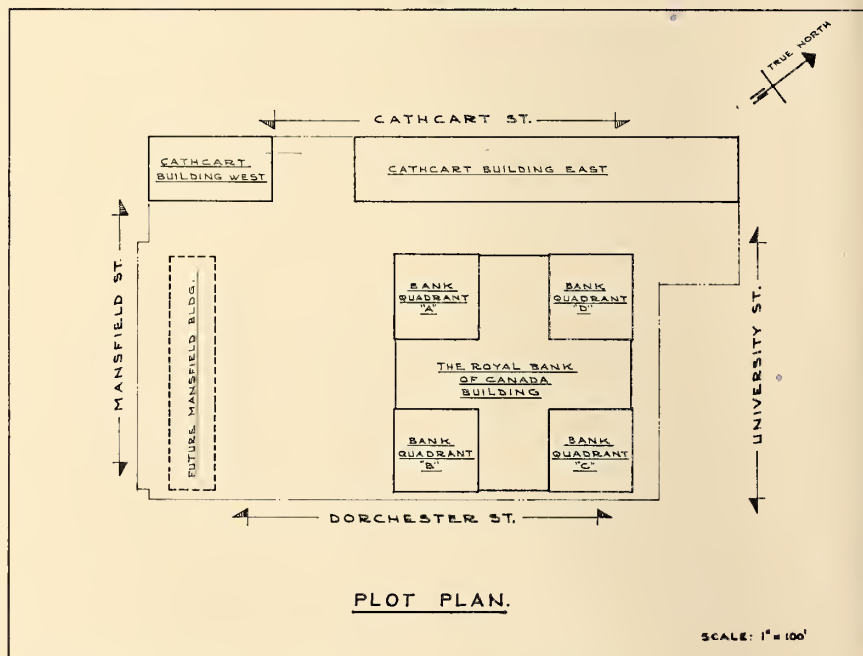 TRUE NORTH
CATHCART ST.
CATHCART
BUILDING WEST
CATHCART BUILDING EAST
MANSFIELD ST.
FUTURE MANSFIELD BLDG.
BANK
QUADRANT
"A"
BANK
QUADRANT
"D"
THE ROYAL BANK
OF CANADA
BUILDING
BANK
QUADRANT
"B"
BANK
QUADRANT
"C"
UNIVERSITY ST.
DORCHESTER ST.
PLOT PLAN.
SCALE: 1" = 100'